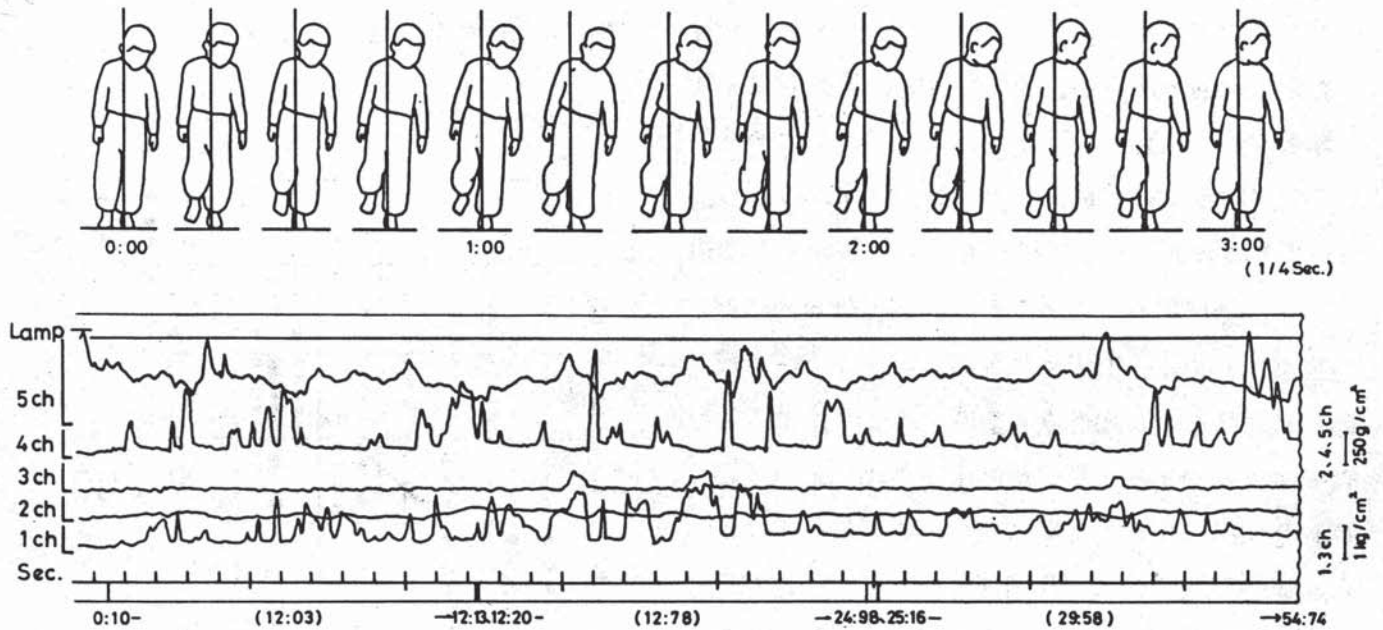 0:00 1:00 2:00 3:00
(1/4 Sec.)
Lamp
5 ch
4 ch
3 ch
2 ch
1 ch
Sec.
2. 4. 5 ch
250 g/cm²
1. 3 ch
1 kg/cm²
0:10- (12:03) →12:13.12:20- (12:78) →24:98.25:16- (29:58) →54:74